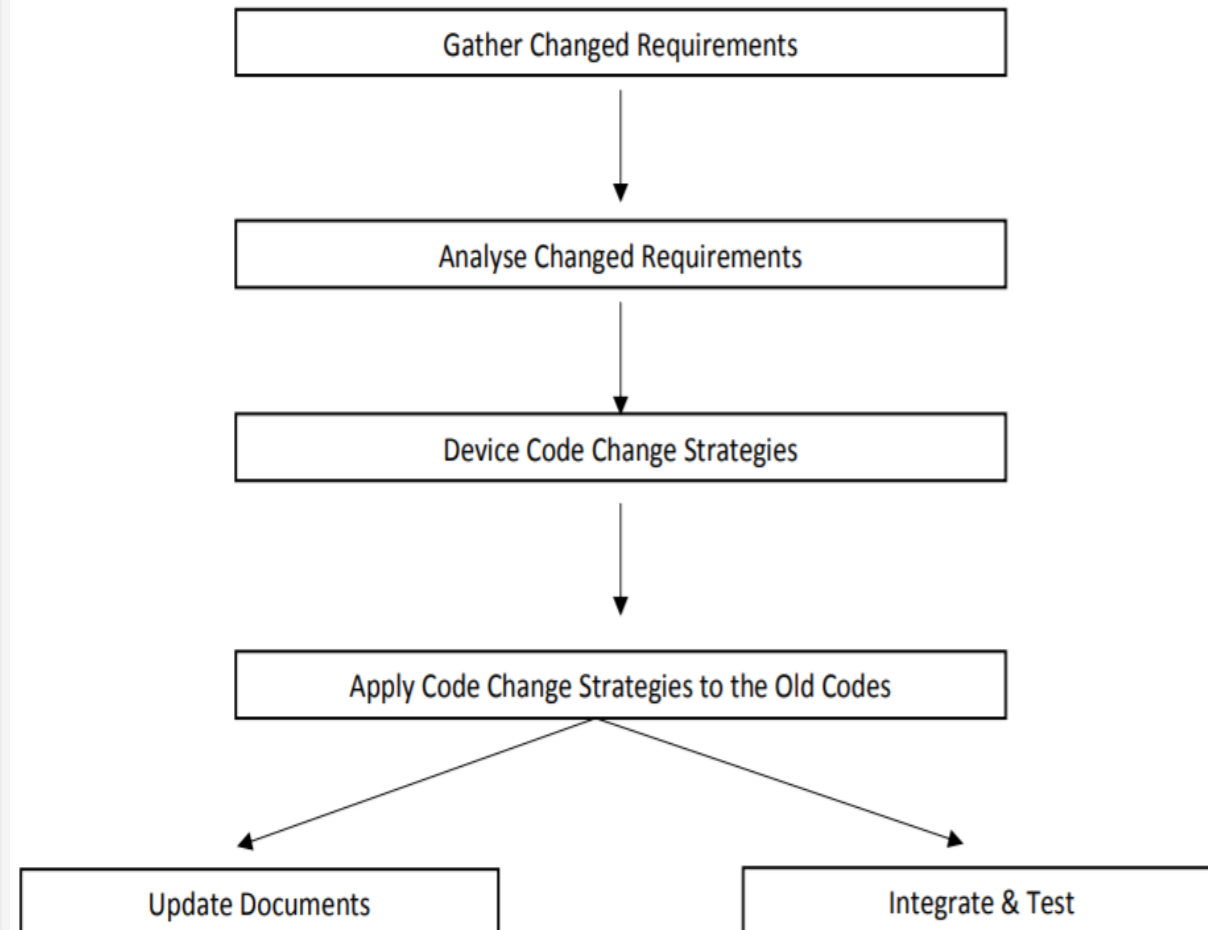 Gather Changed Requirements
Analyse Changed Requirements
Device Code Change Strategies
Apply Code Change Strategies to the Old Codes
Update Documents
Integrate & Test